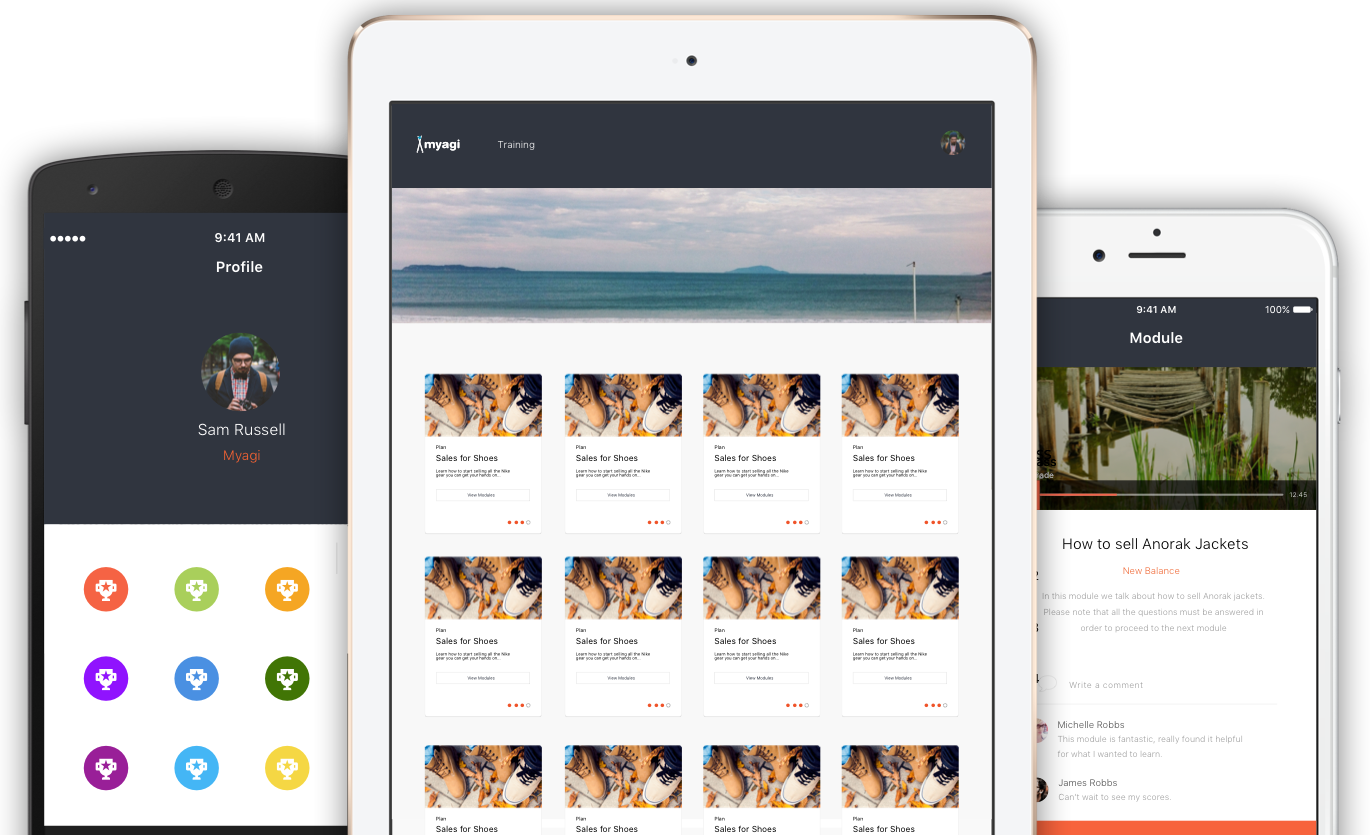 9:41 AM
Profile
Sam Russell
Myagi
myagi
Training
Plan
Sales for Shoes
Learn how to start selling all the Nike
gear you can get your hands on...
View Modules
Plan
Sales for Shoes
Learn how to start selling all the Nike
gear you can get your hands on...
View Modules
Plan
Sales for Shoes
Learn how to start selling all the Nike
gear you can get your hands on...
View Modules
Plan
Sales for Shoes
Learn how to start selling all the Nike
gear you can get your hands on...
View Modules
Plan
Sales for Shoes
Learn how to start selling all the Nike
gear you can get your hands on...
View Modules
Plan
Sales for Shoes
Learn how to start selling all the Nike
gear you can get your hands on...
View Modules
Plan
Sales for Shoes
Learn how to start selling all the Nike
gear you can get your hands on...
View Modules
Plan
Sales for Shoes
Learn how to start selling all the Nike
gear you can get your hands on...
View Modules
Plan
Sales for Shoes
Plan
Sales for Shoes
Plan
Sales for Shoes
Plan
Sales for Shoes
9:41 AM
100%
Module
12.45
How to sell Anorak Jackets
New Balance
In this module we talk about how to sell Anorak jackets.
Please note that all the questions must be answered in
order to proceed to the next module
Write a comment
Michelle Robbs
This module is fantastic, really found it helpful
for what I wanted to learn.
James Robbs
Can't wait to see my scores.